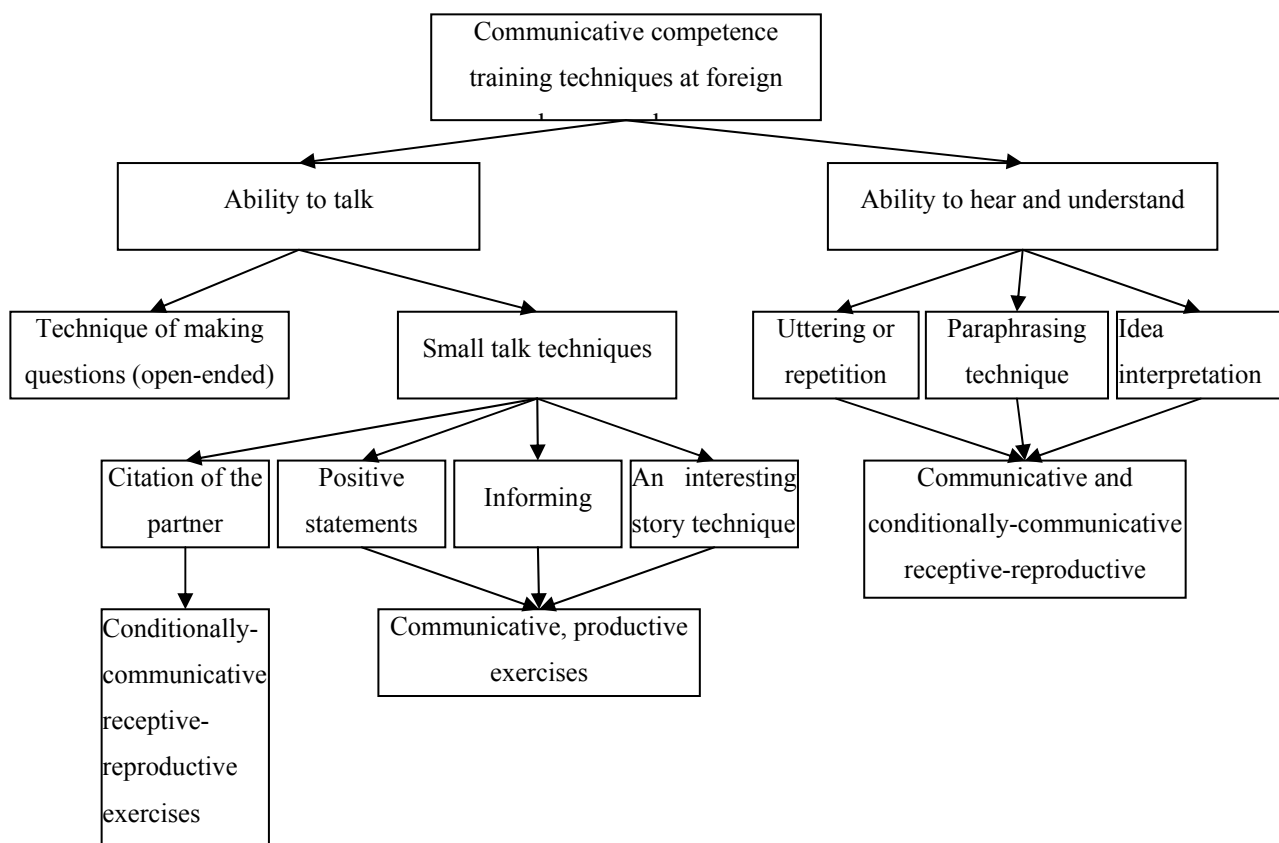 Communicative competence
training techniques at foreign
Ability to talk
Ability to hear and understand
Technique of making
questions (open-ended)
Small talk techniques
Uttering or
repetition
Paraphrasing
technique
Idea
interpretation
Citation of the
partner
Positive
statements
Informing
An interesting
story technique
Communicative and
conditionally-communicative
receptive-reproductive
Conditionally-
communicative
receptive-
reproductive
exercises
Communicative, productive
exercises